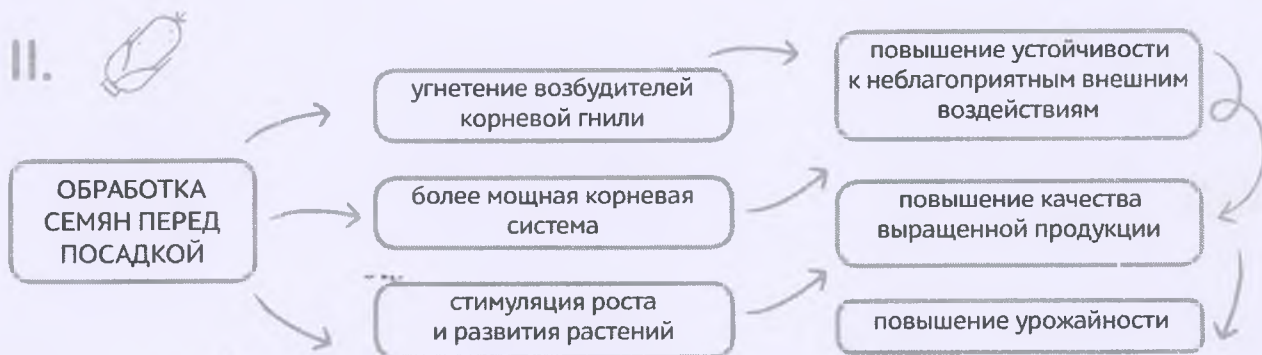 II.
ОБРАБОТКА
СЕМЯН ПЕРЕД
ПОСАДКОЙ
угнетение возбудителей
корневой гнили
более мощная корневая
система
стимуляция роста
и развития растений
повышение устойчивости
к неблагоприятным внешним
воздействиям
повышение качества
выращенной продукции
повышение урожайности